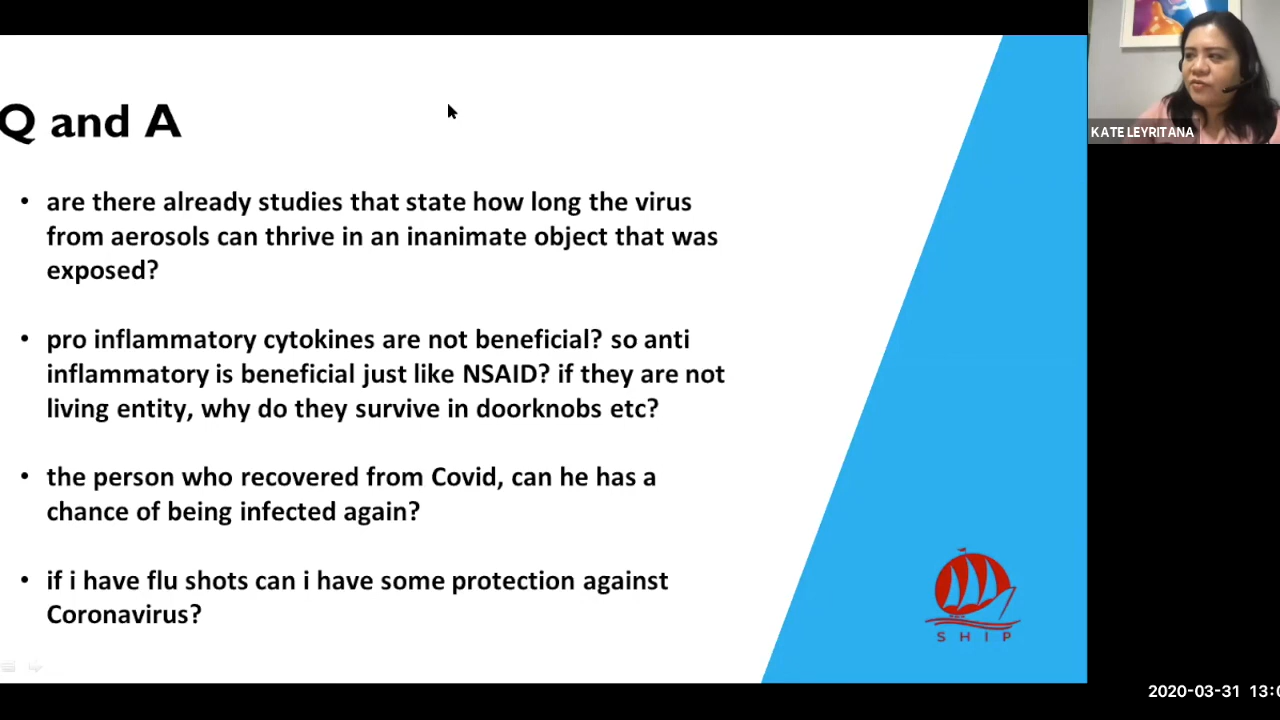 Q and A
• are there already studies that state how long the virus
from aerosols can thrive in an inanimate object that was
exposed?
• pro inflammatory cytokines are not beneficial? so anti
inflammatory is beneficial just like NSAID? if they are not
living entity, why do they survive in doorknobs etc?
• the person who recovered from Covid, can he has a
chance of being infected again?
• if i have flu shots can i have some protection against
Coronavirus?
SHIP
KATE LEYRITANA
2020-03-31 13:0